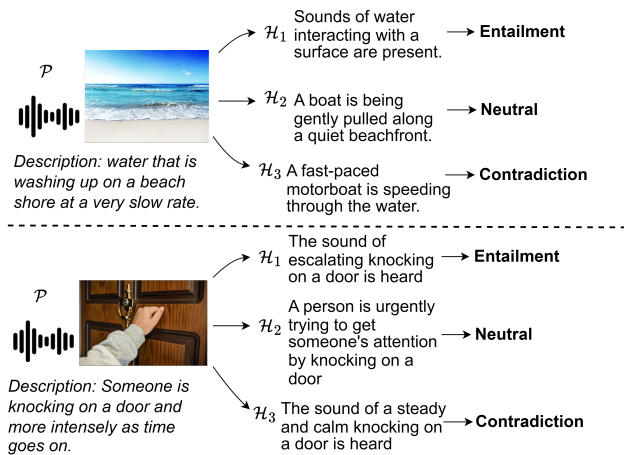 P
Description: water that is
washing up on a beach
shore at a very slow rate.
H1 Sounds of water
interacting with a
surface are present.
Entailment
H2 A boat is being
gently pulled along
a quiet beachfront.
Neutral
H3 A fast-paced
motorboat is speeding
through the water.
Contradiction
P
Description: Someone is
knocking on a door and
more intensely as time
goes on.
H1 The sound of
escalating knocking
on a door is heard
Entailment
H2 A person is urgently
trying to get
someone's attention
by knocking on a
door
Neutral
H3 The sound of a steady
and calm knocking on
a door is heard
Contradiction